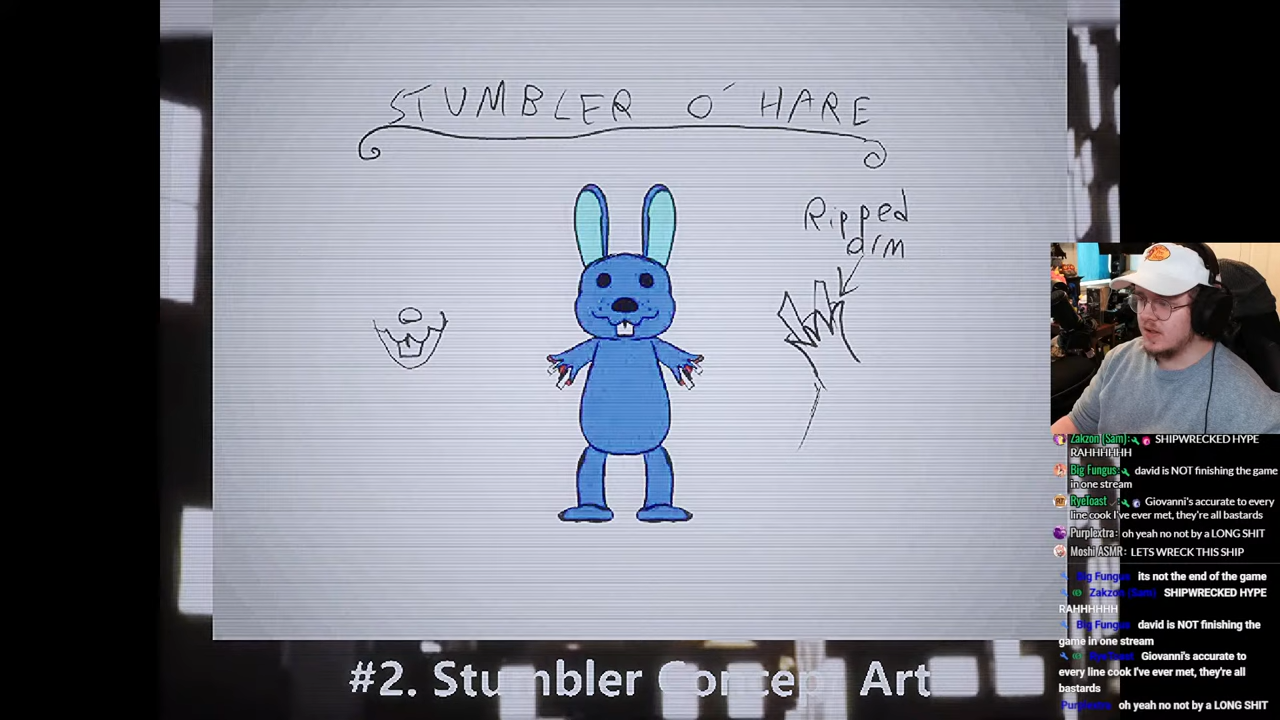 STUMBLER O'HARE
Ripped
arm
Zakzon (Sam): SHIPWRECKED HYPE
RAHHHHHH
Big Fungus: david is NOT finishing the game
in one stream
RyeToast : Giovanni's accurate to every
line cook I've ever met, they're all bastards
Purplextra: oh yeah no not by a LONG SHIT
Moshi ASMR: LETS WRECK THIS SHIP
Big Fungus its not the end of the game
Zakzon (Sam) SHIPWRECKED HYPE
RAHHHHHH
Big Fungus david is NOT finishing the
game in one stream
RyeToast Giovanni's accurate to
every line cook I've ever met, they're all
bastards
Purplextra oh yeah no not by a LONG SHIT
#2. Stumbler Concept Art